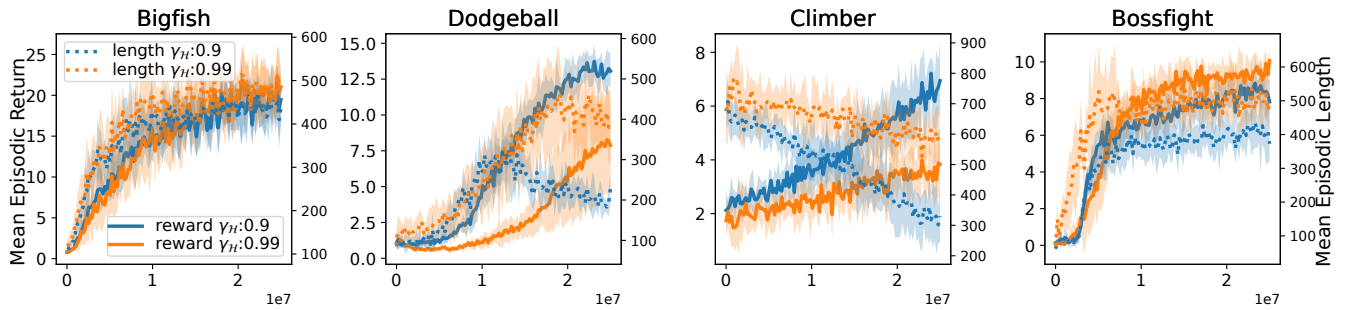 Bigfish
Dodgeball
Climber
Bossfight
Mean Episodic Return
length γ_ℋ:0.9
length γ_ℋ:0.99
reward γ_ℋ:0.9
reward γ_ℋ:0.99
25
20
15
10
5
0
600
500
400
300
200
100
0 1 2
1e7
15.0
12.5
10.0
7.5
5.0
2.5
0.0
600
500
400
300
200
100
0 1 2
1e7
8
6
4
2
900
800
700
600
500
400
300
200
0 1 2
1e7
10
8
6
4
2
0
600
500
400
300
200
100
0 1 2
1e7
Mean Episodic Length